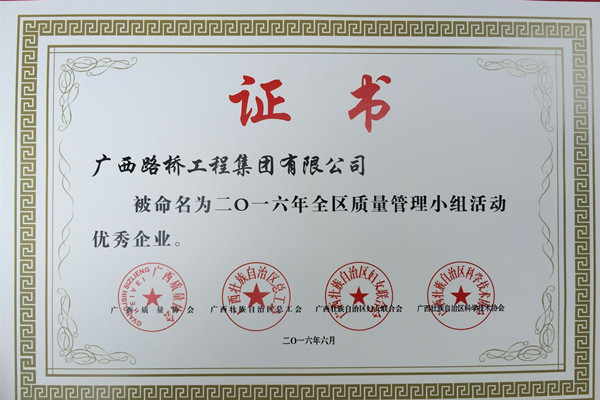 证书
广西路桥工程集团有限公司
被命名为二〇一六年全区质量管理小组活动
优秀企业。
广西质量协会 广西壮族自治区总工会 广西壮族自治区妇女联合会 广西壮族自治区科学技术协会
二〇一六年六月